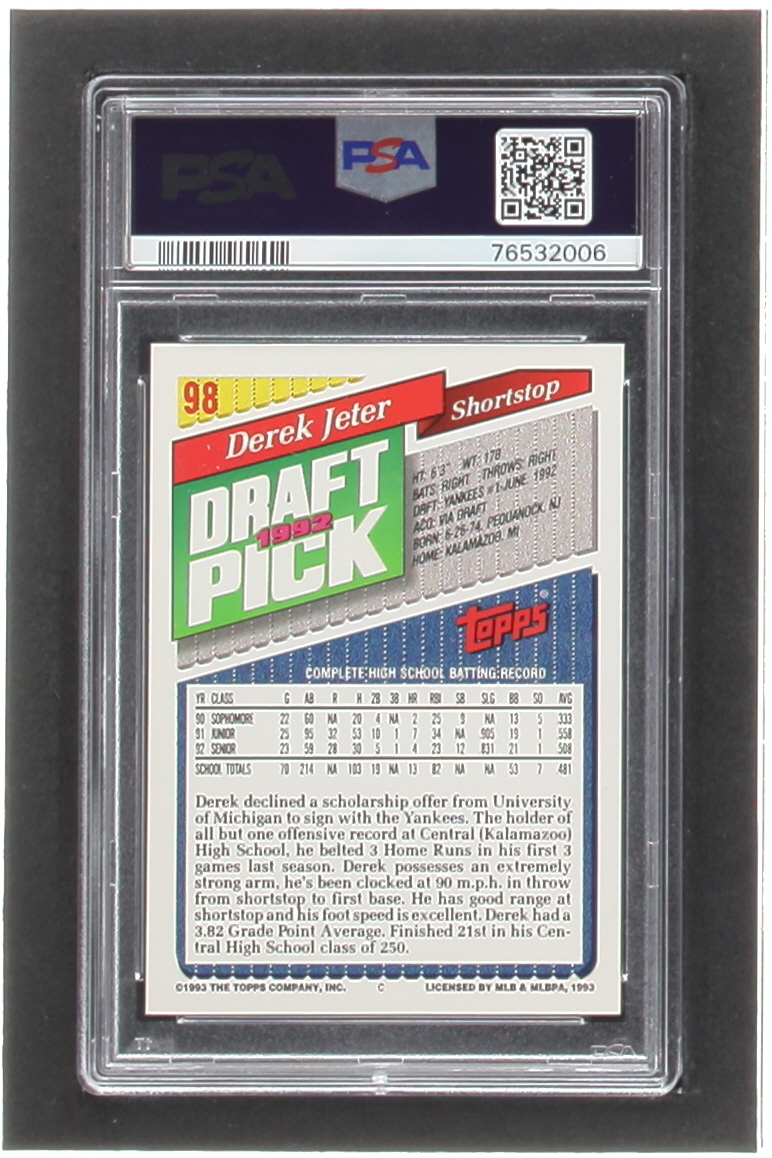 PSA
PSA
76532006
98
Derek Jeter
Shortstop
DRAFT
1992
PICK
HT: 6'3" WT: 178
BATS: RIGHT THROWS: RIGHT
DRFT: YANKEES #1-JUNE 1992
ACQ: VIA DRAFT
BORN: 6-26-74, PEQUANOCK, NJ
HOME: KALAMAZOO, MI
Topps®
COMPLETE HIGH SCHOOL BATTING RECORD
YR CLASS G AB R H 2B 3B HR RBI SB SLG BB SO AVG
90 SOPHOMORE 22 60 NA 20 4 NA 2 25 9 NA 13 5 .333
91 JUNIOR 25 95 32 53 10 1 7 34 NA .905 19 1 .558
92 SENIOR 23 59 28 30 5 1 4 23 12 .831 21 1 .508
SCHOOL TOTALS 70 214 NA 103 19 NA 13 82 NA NA 53 7 .481
Derek declined a scholarship offer from University
of Michigan to sign with the Yankees. The holder of
all but one offensive record at Central (Kalamazoo)
High School, he belted 3 Home Runs in his first 3
games last season. Derek possesses an extremely
strong arm, he's been clocked at 90 m.p.h. in throw
from shortstop to first base. He has good range at
shortstop and his foot speed is excellent. Derek had a
3.82 Grade Point Average. Finished 21st in his Cen-
tral High School class of 250.
©1993 THE TOPPS COMPANY, INC. C LICENSED BY MLB & MLBPA, 1993
PSA